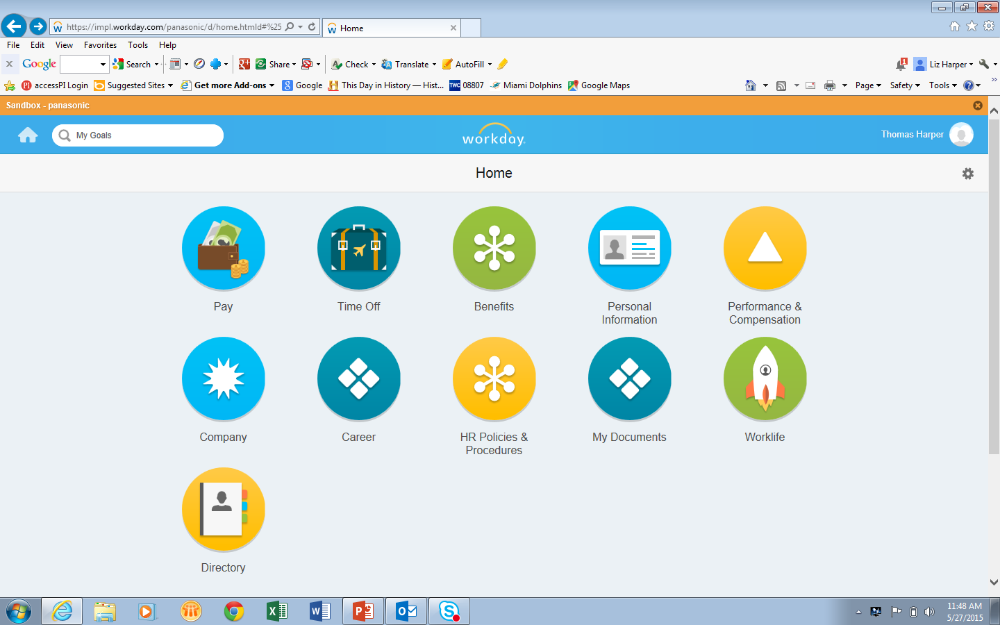 https://impl.workday.com/panasonic/d/home.htmld#%25
Home
File Edit View Favorites Tools Help
Google Search Share Check Translate AutoFill 1 Liz Harper
accessPI Login Suggested Sites Get more Add-ons Google This Day in History — Hist... TWC 08807 Miami Dolphins Google Maps Page Safety Tools
Sandbox - panasonic
My Goals
workday.
Thomas Harper
Home
Pay Time Off Benefits Personal Information Performance & Compensation
Company Career HR Policies & Procedures My Documents Worklife
Directory
11:48 AM
5/27/2015